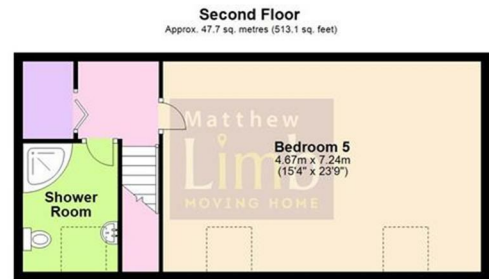 Second Floor
Approx. 47.7 sq. metres (513.1 sq. feet)
Matthew
Limb
MOVING HOME
Bedroom 5
4.67m x 7.24m
(15'4" x 23'9")
Shower
Room